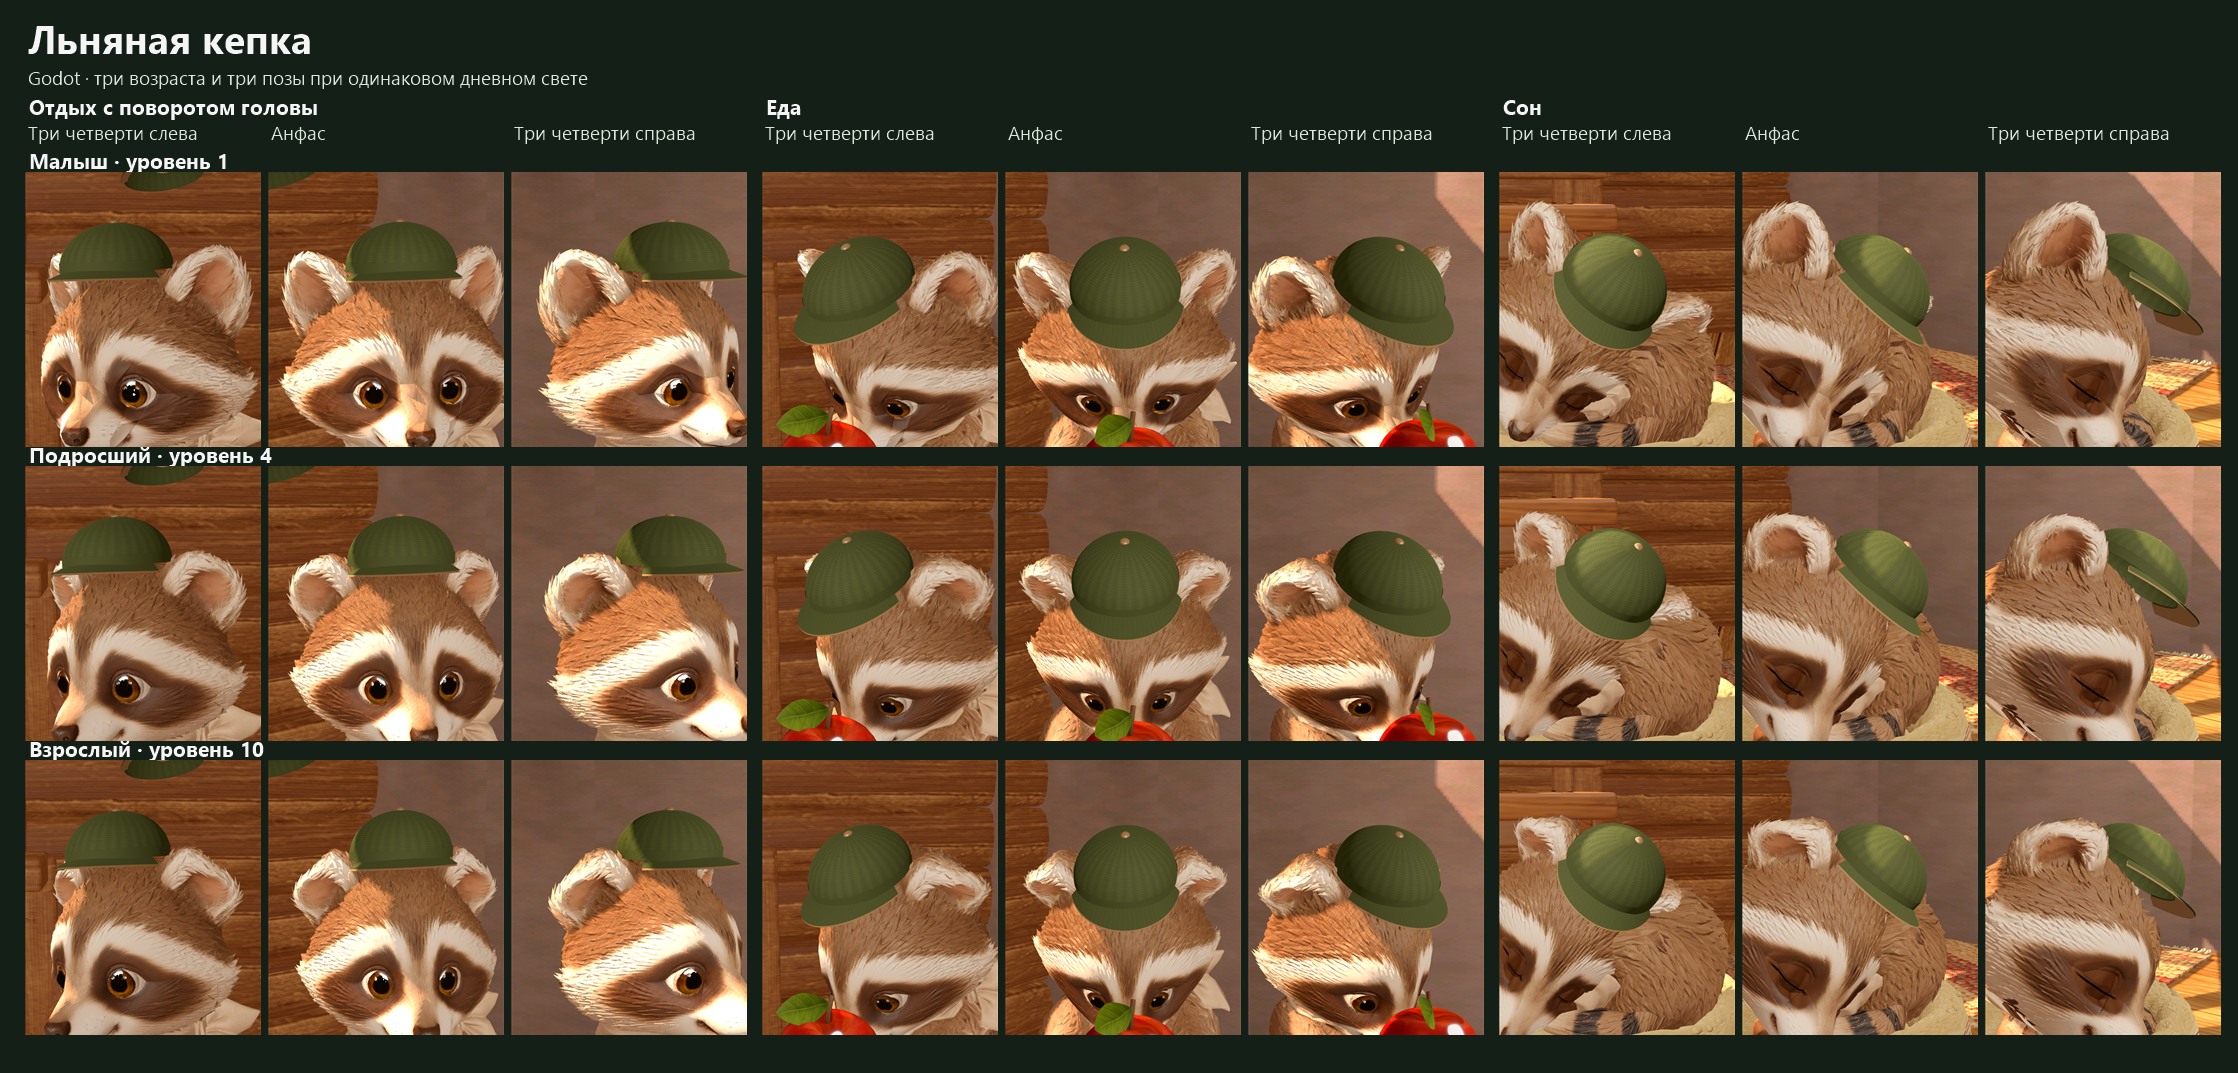 Льняная кепка
Godot · три возраста и три позы при одинаковом дневном свете
Отдых с поворотом головы
Еда
Сон
Три четверти слева
Анфас
Три четверти справа
Три четверти слева
Анфас
Три четверти справа
Три четверти слева
Анфас
Три четверти справа
Малыш · уровень 1
Подросший · уровень 4
Взрослый · уровень 10